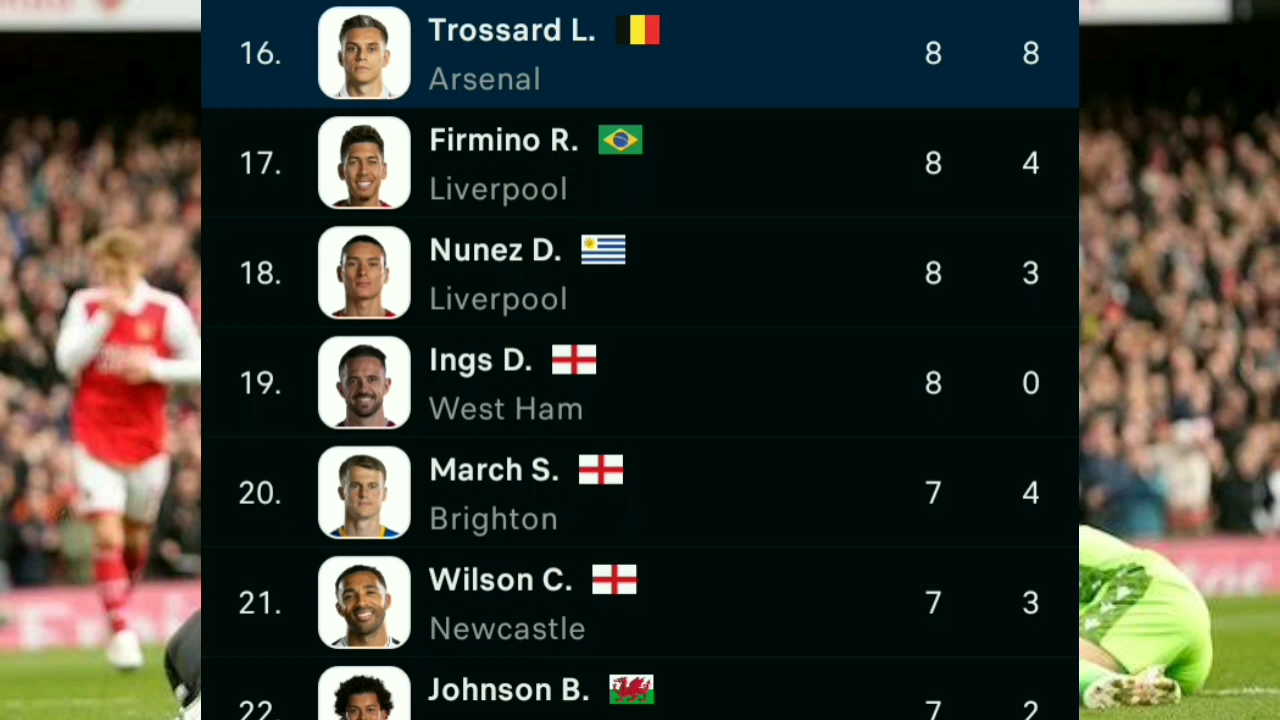 16. Trossard L. 8 8
Arsenal
17. Firmino R. 8 4
Liverpool
18. Nunez D. 8 3
Liverpool
19. Ings D. 8 0
West Ham
20. March S. 7 4
Brighton
21. Wilson C. 7 3
Newcastle
22. Johnson B. 7 2